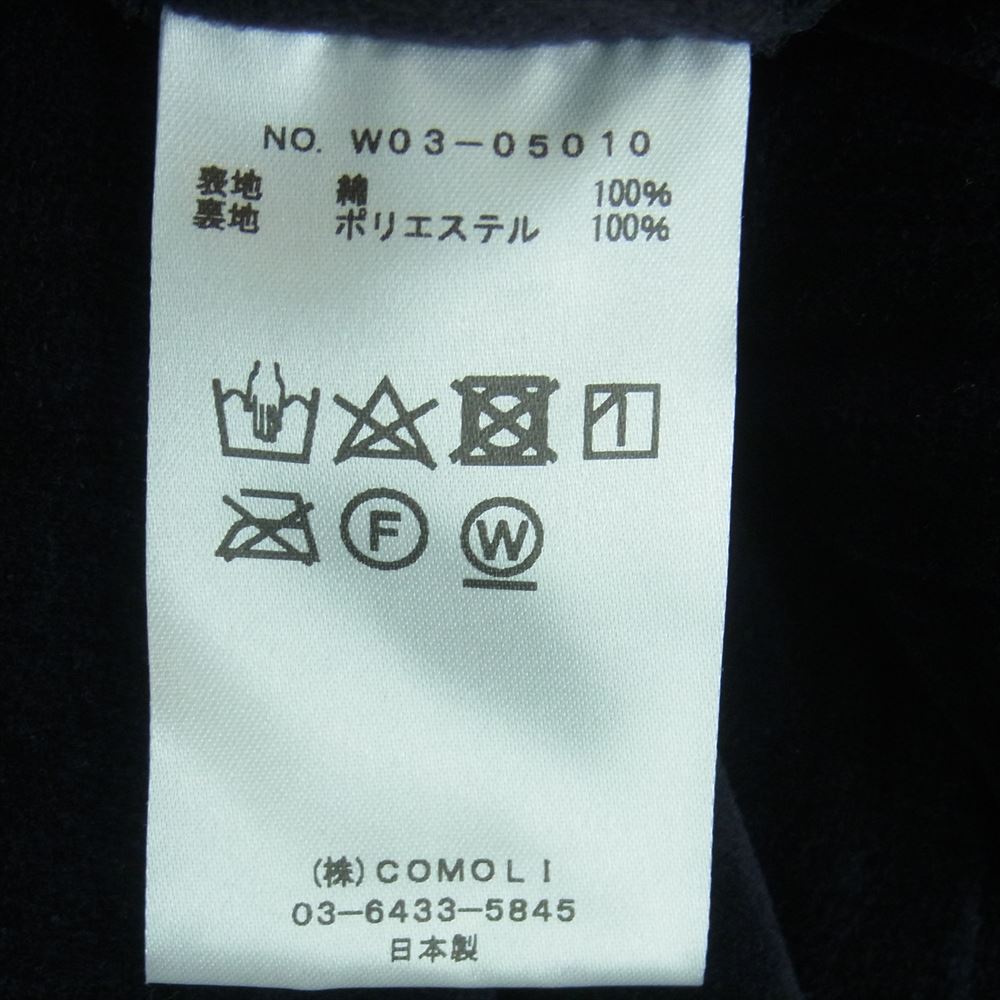 NO. W03-05010
表地 綿 100%
裏地 ポリエステル 100%
F W
(株)COMOLI
03-6433-5845
日本製